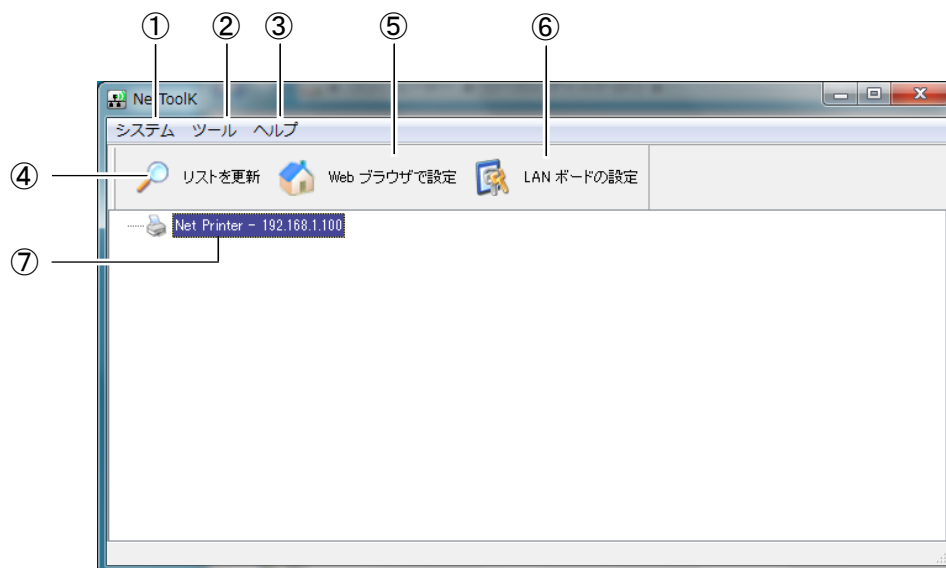 ① ② ③ ⑤ ⑥
NetToolK
システム ツール ヘルプ
④ リストを更新 Web ブラウザで設定 LAN ボードの設定
Net Printer - 192.168.1.100
⑦